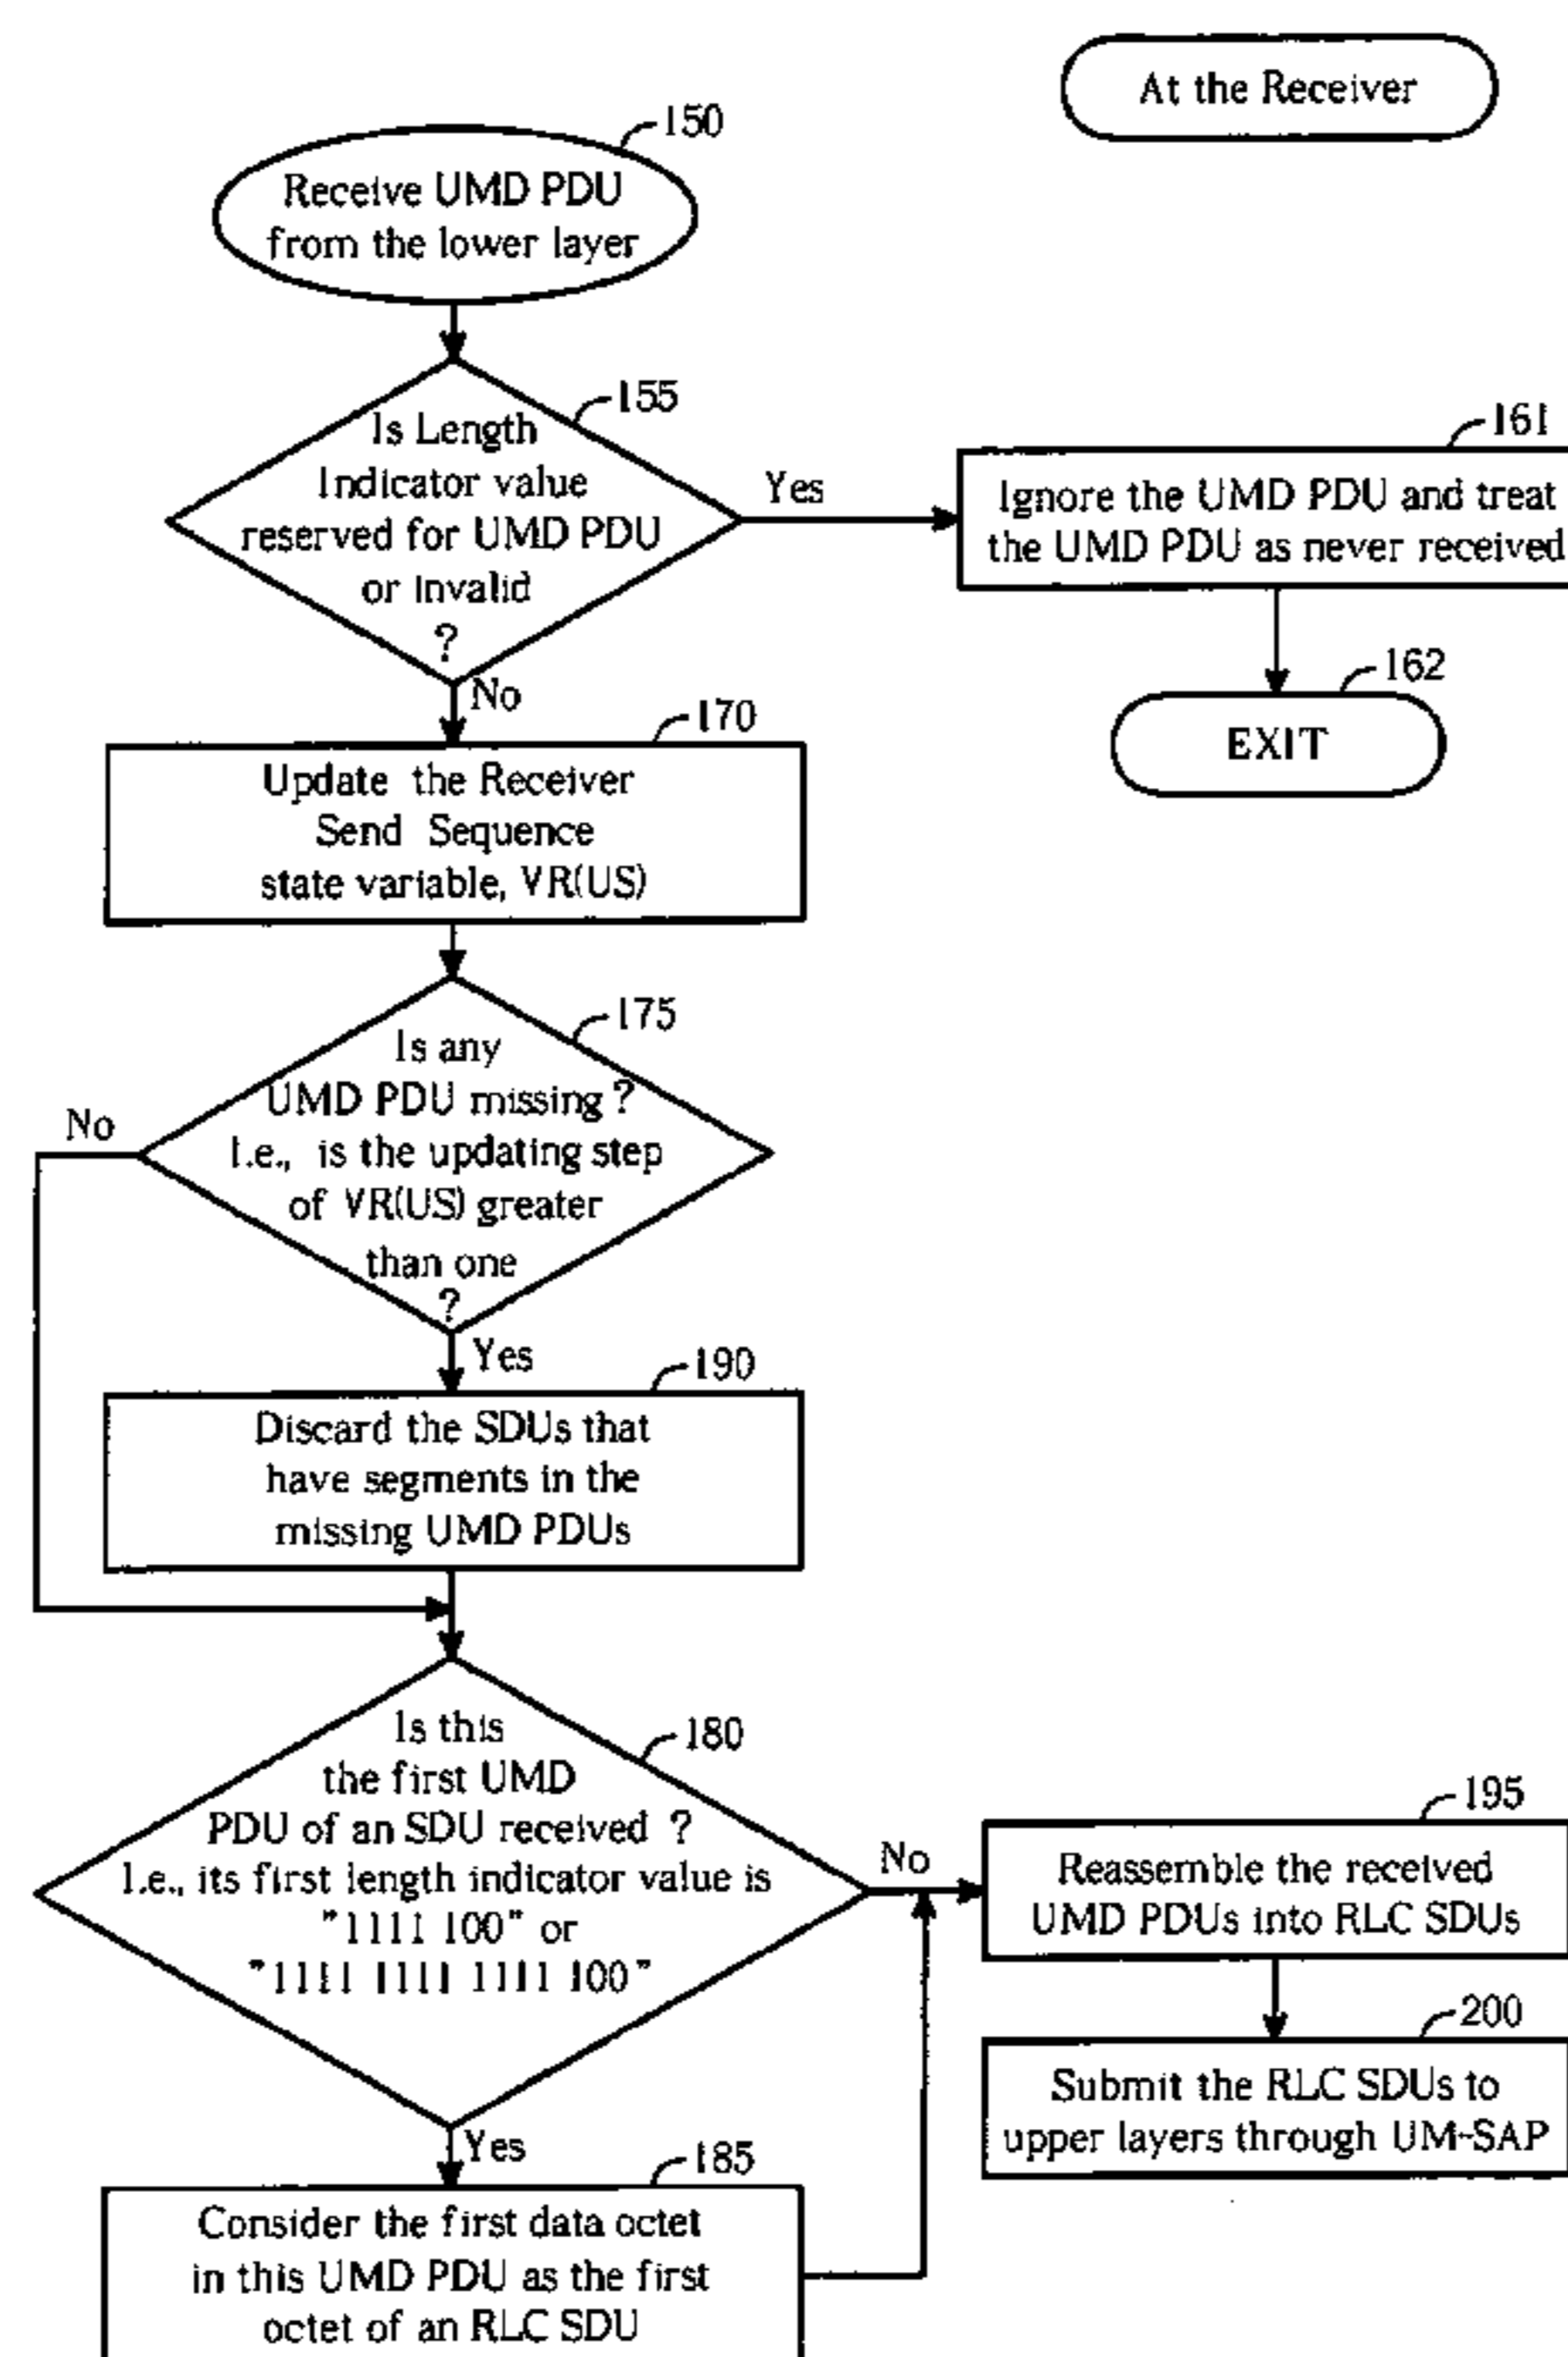 At the Receiver
150
Receive UMD PDU
from the lower layer
155
Is Length
Indicator value
reserved for UMD PDU
or invalid
?
Yes
161
Ignore the UMD PDU and treat
the UMD PDU as never received
162
EXIT
No
170
Update the Receiver
Send Sequence
state variable, VR(US)
175
Is any
UMD PDU missing ?
I.e., is the updating step
of VR(US) greater
than one
?
No
Yes
190
Discard the SDUs that
have segments in the
missing UMD PDUs
180
Is this
the first UMD
PDU of an SDU received ?
I.e., its first length indicator value is
"1111 100" or
"1111 1111 1111 100"
No
195
Reassemble the received
UMD PDUs into RLC SDUs
200
Submit the RLC SDUs to
upper layers through UM-SAP
Yes
185
Consider the first data octet
in this UMD PDU as the first
octet of an RLC SDU